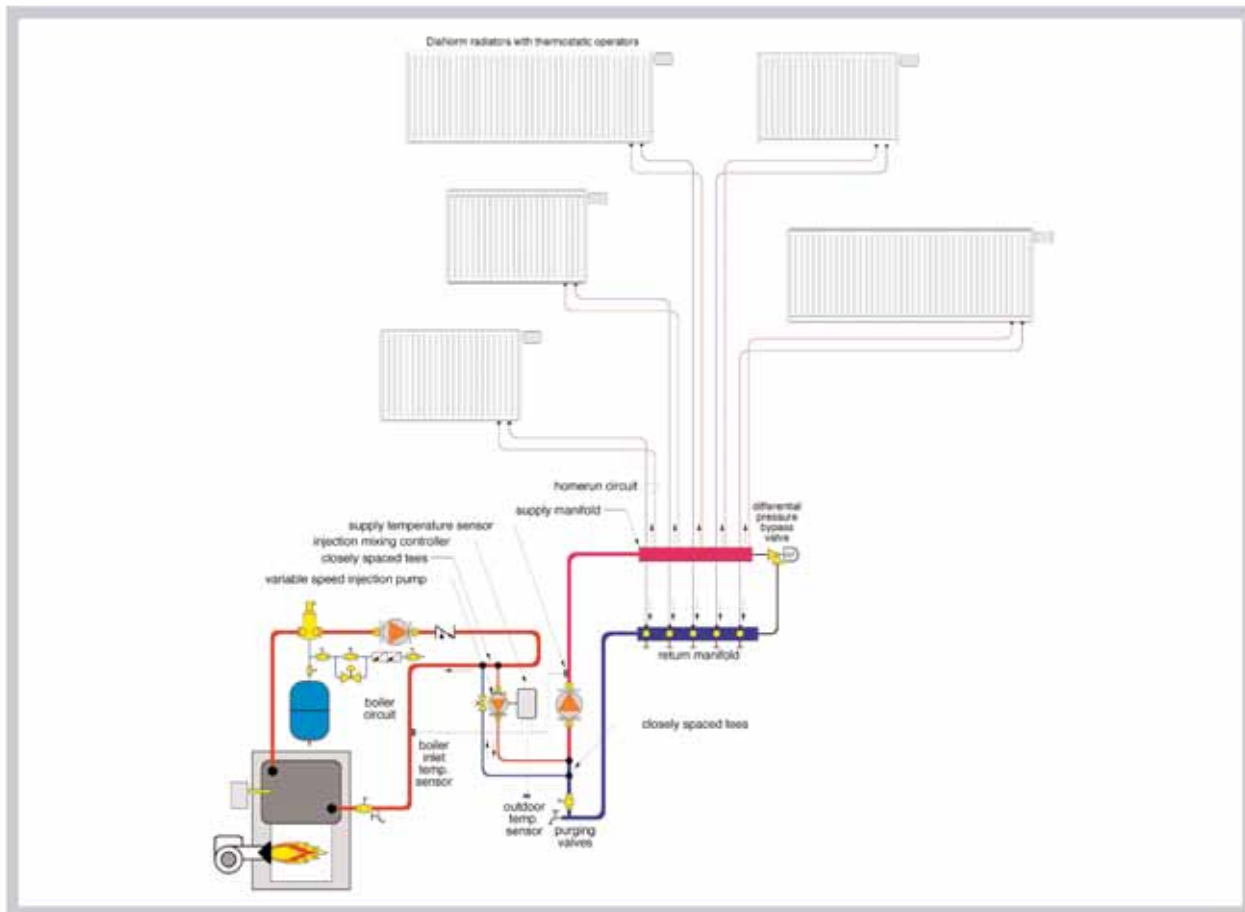 DiaNorm radiators with thermostatic operators
homerun circuit
supply manifold
differential
pressure
bypass
valve
supply temperature sensor
injection mixing controller
closely spaced tees
variable speed injection pump
return manifold
boiler
circuit
closely spaced tees
boiler
inlet
temp.
sensor
outdoor
temp.
sensor
purging
valves